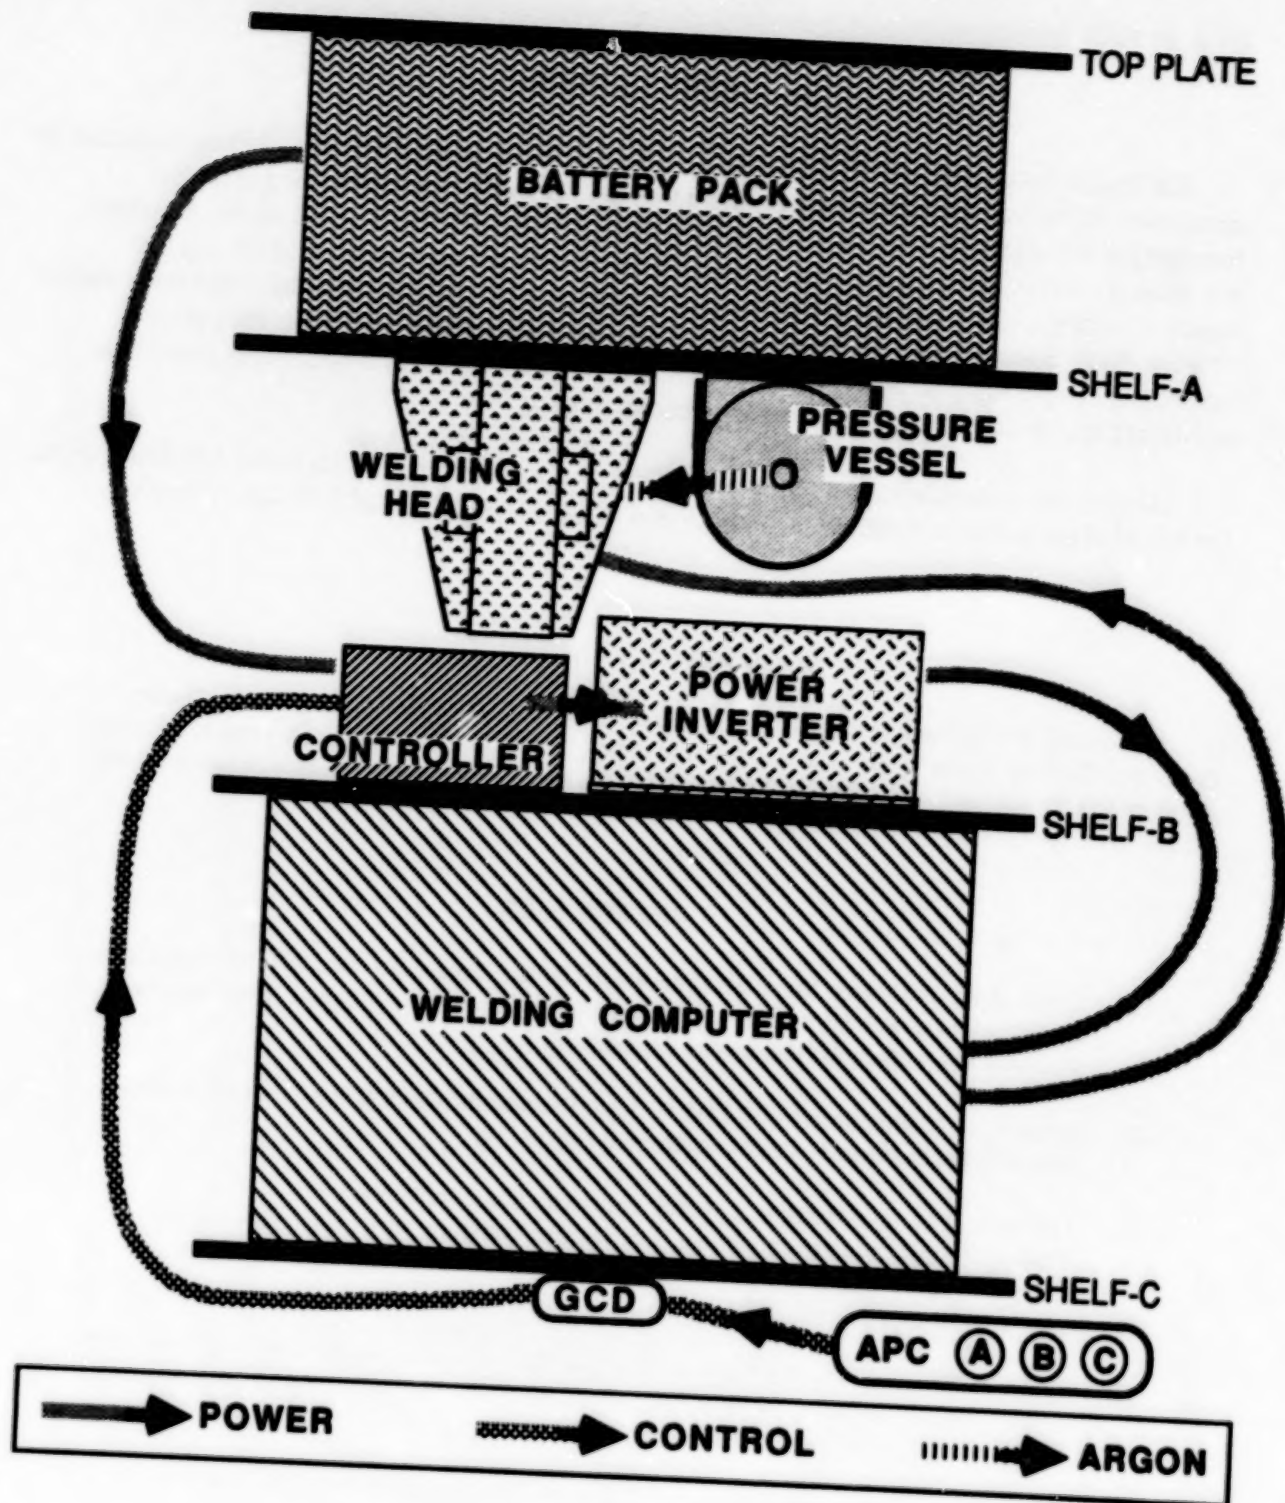 TOP PLATE
BATTERY PACK
SHELF-A
PRESSURE
VESSEL
WELDING
HEAD
POWER
INVERTER
CONTROLLER
SHELF-B
WELDING COMPUTER
SHELF-C
GCD
APC A B C
POWER
CONTROL
ARGON